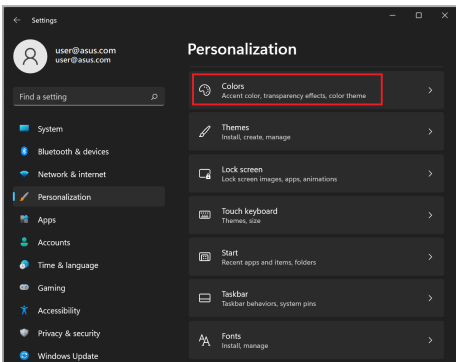 Settings
user@asus.com
user@asus.com
Find a setting
System
Bluetooth & devices
Network & internet
Personalization
Apps
Accounts
Time & language
Gaming
Accessibility
Privacy & security
Windows Update
Personalization
Colors
Accent color, transparency effects, color theme
Themes
Install, create, manage
Lock screen
Lock screen images, apps, animations
Touch keyboard
Themes, size
Start
Recent apps and items, folders
Taskbar
Taskbar behaviors, system pins
Fonts
Install, manage